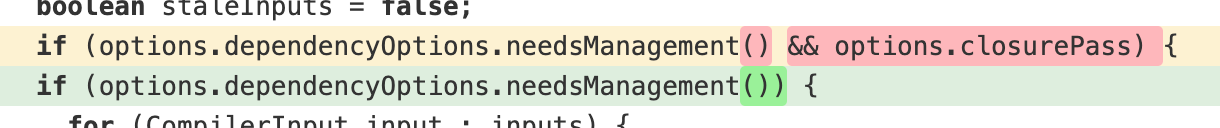 boolean staleInputs = false;
if (options.dependencyOptions.needsManagement() && options.closurePass) {
if (options.dependencyOptions.needsManagement()) {
for (CompilerInput input : inputs) {